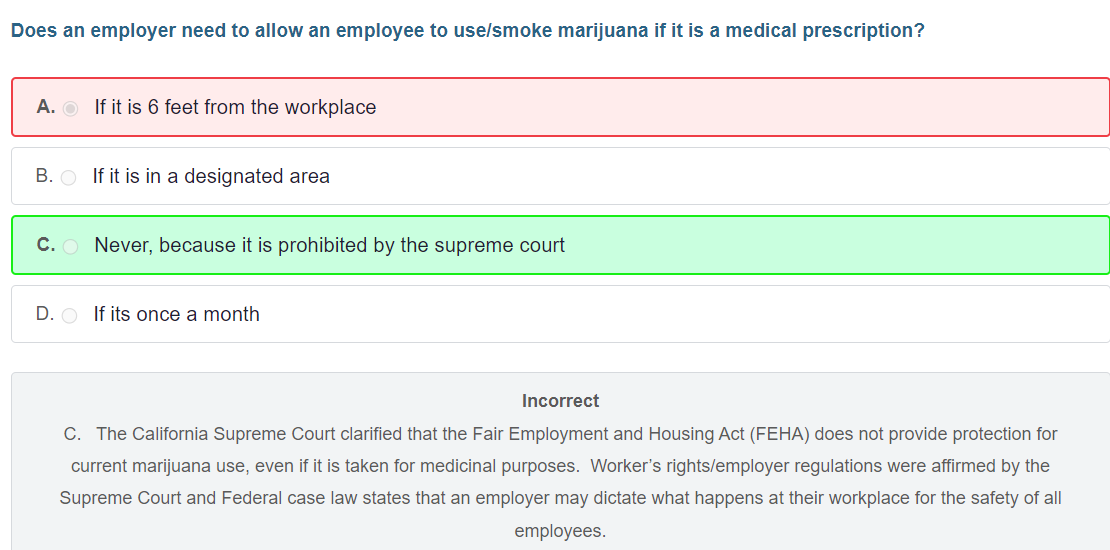 Does an employer need to allow an employee to use/smoke marijuana if it is a medical prescription?
A. If it is 6 feet from the workplace
B. If it is in a designated area
C. Never, because it is prohibited by the supreme court
D. If its once a month
Incorrect
C. The California Supreme Court clarified that the Fair Employment and Housing Act (FEHA) does not provide protection for
current marijuana use, even if it is taken for medicinal purposes. Worker's rights/employer regulations were affirmed by the
Supreme Court and Federal case law states that an employer may dictate what happens at their workplace for the safety of all
employees.